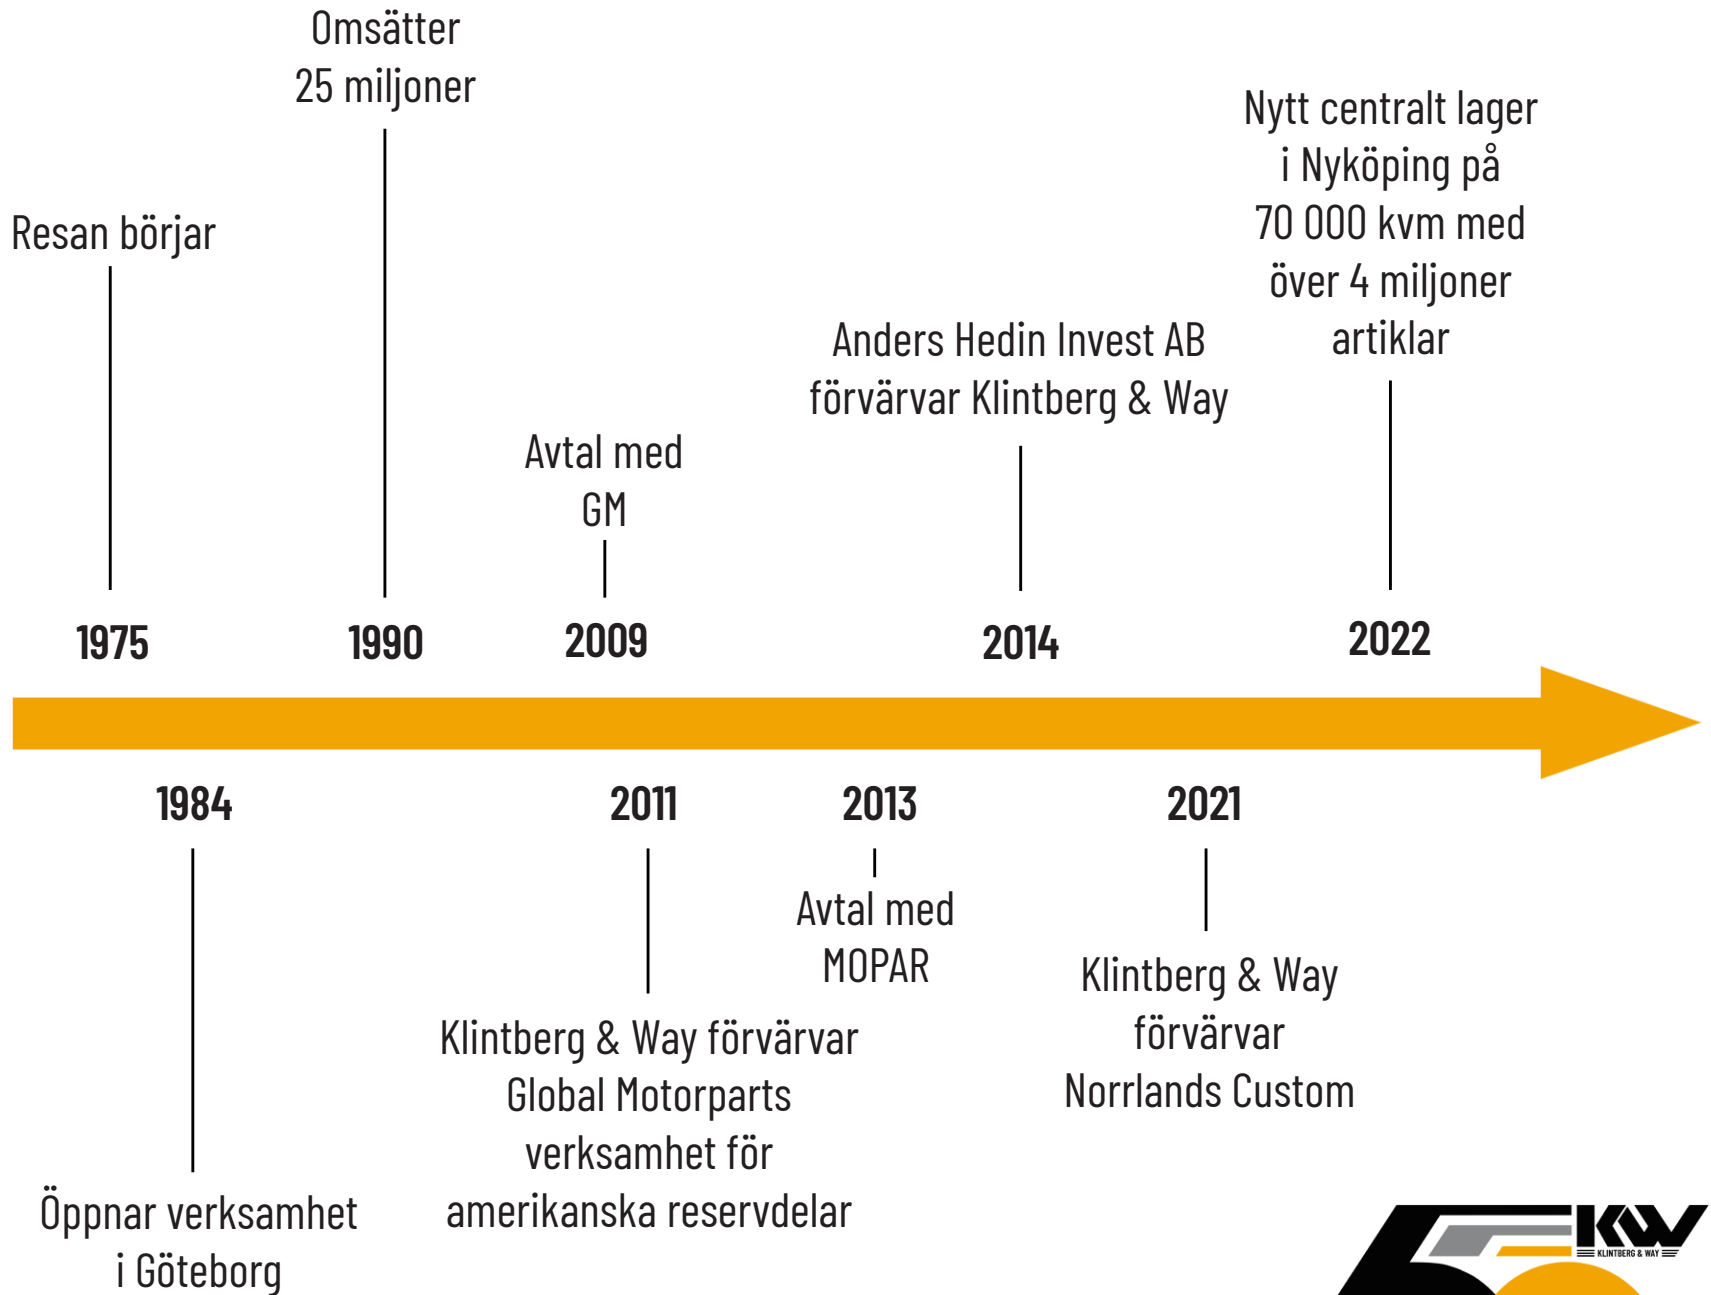 Omsätter
25 miljoner
Nytt centralt lager
i Nyköping på
70 000 kvm med
över 4 miljoner
artiklar
Resan börjar
Anders Hedin Invest AB
förvärvar Klintberg & Way
Avtal med
GM
1975
1990
2009
2014
2022
1984
2011
2013
2021
Avtal med
MOPAR
Klintberg & Way
förvärvar
Norrlands Custom
Klintberg & Way förvärvar
Global Motorparts
verksamhet för
amerikanska reservdelar
Öppnar verksamhet
i Göteborg
KW
KLINTBERG & WAY
50